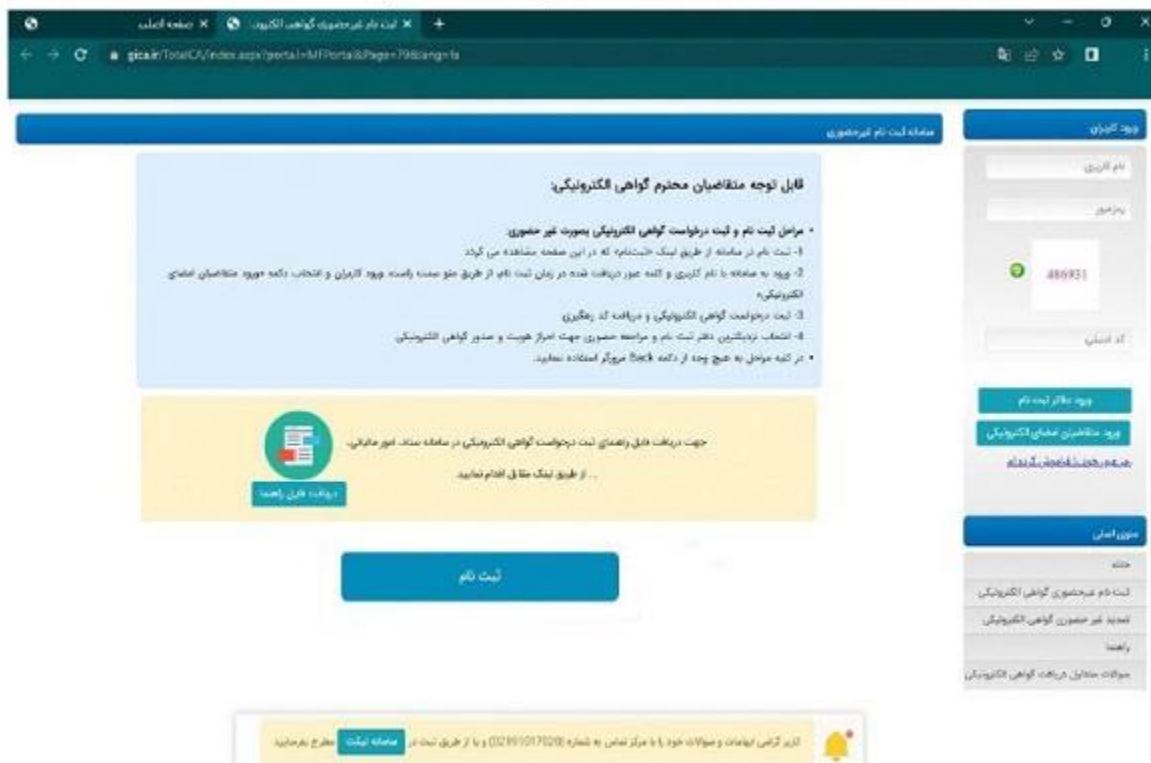 صفحه اصلی
ثبت نام غیرحضوری گواهی الکترون
gica.ir/TotalCA/index.aspx?portal=MFPortal&Page=79&lang=fa
سامانه ثبت نام غیرحضوری
قابل توجه متقاضیان محترم گواهی الکترونیکی:
• مراحل ثبت نام و ثبت درخواست گواهی الکترونیکی بصورت غیر حضوری:
1- ثبت نام در سامانه از طریق لینک «ثبت‌نام» که در این صفحه مشاهده می گردد
2- ورود به سامانه با نام کاربری و کلمه عبور دریافت شده در زمان ثبت نام، از طریق منو سمت راست، ورود کاربران و انتخاب دکمه «ورود متقاضیان امضای
الکترونیکی»
3- ثبت درخواست گواهی الکترونیکی و دریافت کد رهگیری
4- انتخاب نزدیکترین دفتر ثبت نام و مراجعه حضوری جهت احراز هویت و صدور گواهی الکترونیکی
• در کلیه مراحل به هیچ وجه از دکمه Back مرورگر استفاده ننمایید.
جهت دریافت فایل راهنمای ثبت درخواست گواهی الکترونیکی در سامانه ستاد، امور مالیاتی،
... از طریق لینک مقابل اقدام نمایید
دریافت فایل راهنما
ثبت نام
ورود کاربران
نام کاربری
رمزعبور
486931
کد امنیتی
ورود دفاتر ثبت نام
ورود متقاضیان امضای الکترونیکی
رمز عبور خود را فراموش کرده ام
منوی اصلی
خانه
ثبت نام غیرحضوری گواهی الکترونیکی
تمدید غیر حضوری گواهی الکترونیکی
راهنما
سوالات متداول دریافت گواهی الکترونیکی
کاربر گرامی ابهامات و سوالات خود را با مرکز تماس به شماره (02191017020) و یا از طریق ثبت در سامانه تیکت مطرح بفرمایید